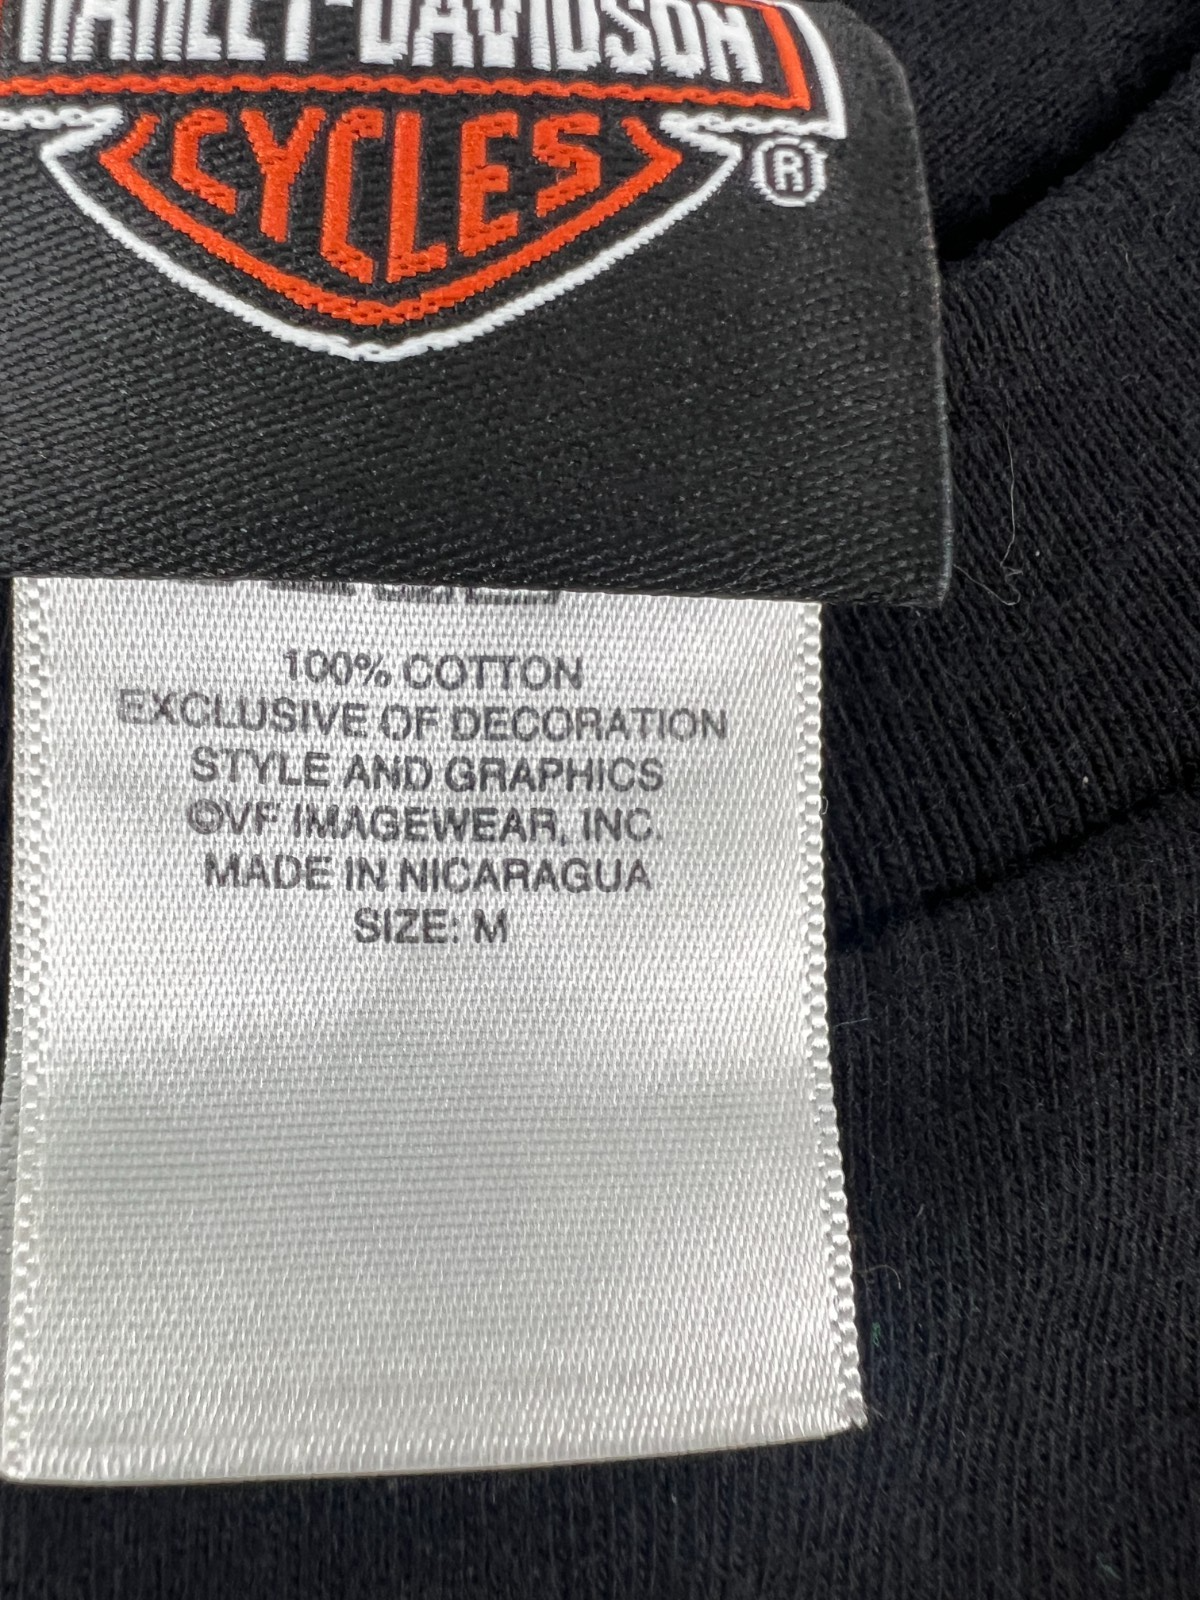 HARLEY-DAVIDSON
CYCLES
®
100% COTTON
EXCLUSIVE OF DECORATION
STYLE AND GRAPHICS
©VF IMAGEWEAR, INC.
MADE IN NICARAGUA
SIZE: M